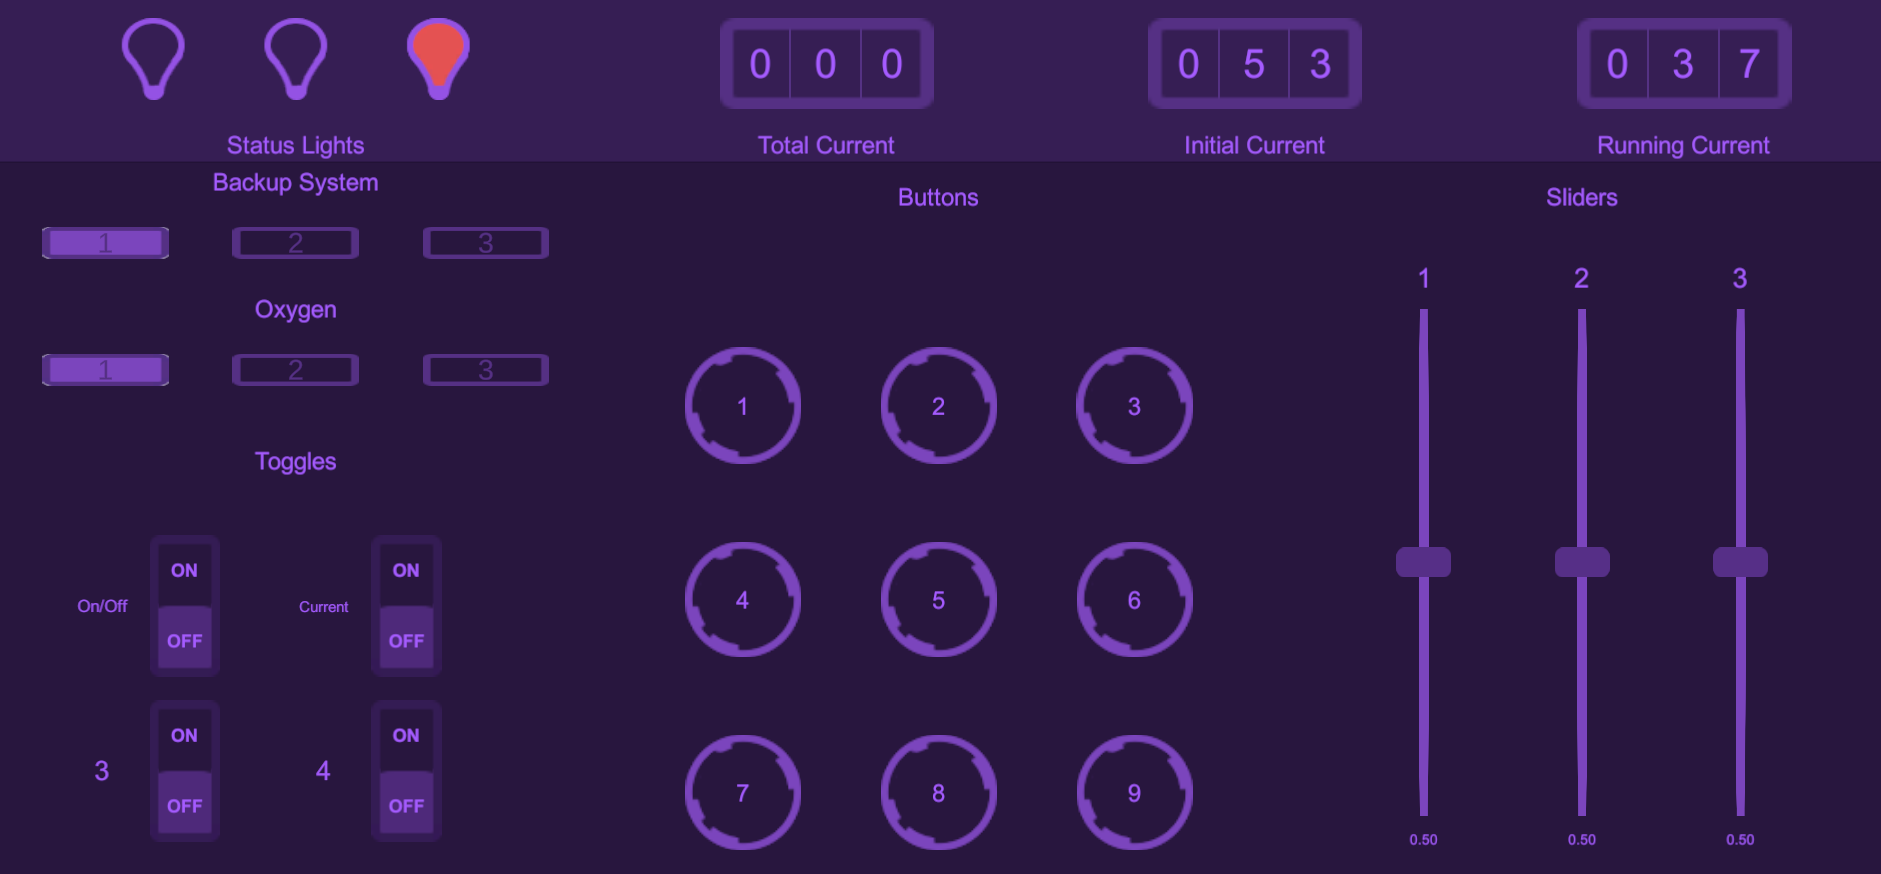 0 0 0
0 5 3
0 3 7
Status Lights
Total Current
Initial Current
Running Current
Backup System
1 2 3
Oxygen
1 2 3
Toggles
On/Off
ON
OFF
Current
ON
OFF
3
ON
OFF
4
ON
OFF
Buttons
1 2 3
4 5 6
7 8 9
Sliders
1 2 3
0.50 0.50 0.50